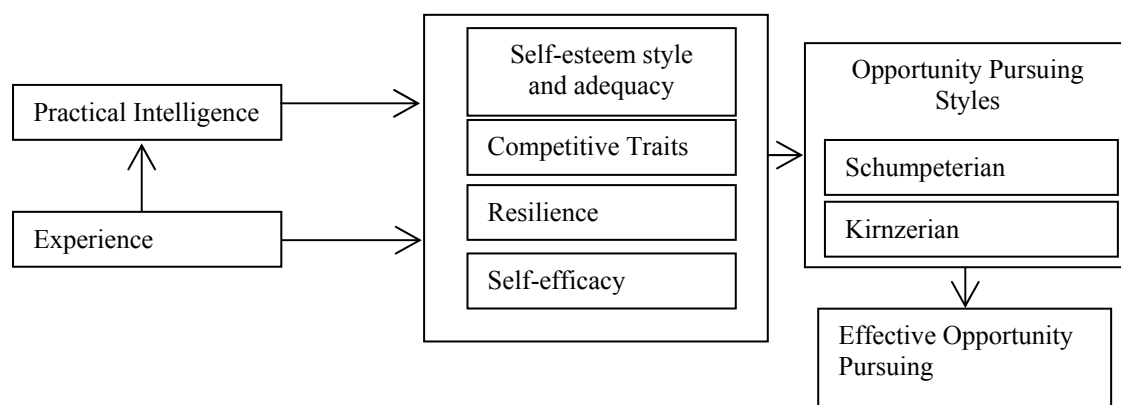 Practical Intelligence
Experience
Self-esteem style
and adequacy
Competitive Traits
Resilience
Self-efficacy
Opportunity Pursuing
Styles
Schumpeterian
Kirnzerian
Effective Opportunity
Pursuing